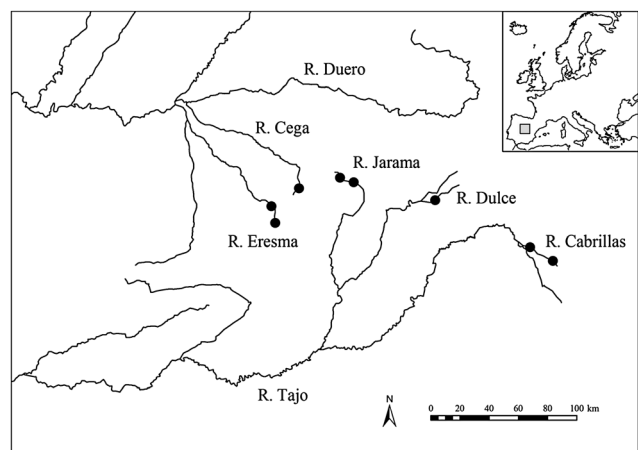 R. Duero
R. Cega
R. Jarama
R. Dulce
R. Eresma
R. Cabrillas
R. Tajo
N
0 20 40 60 80 100 km